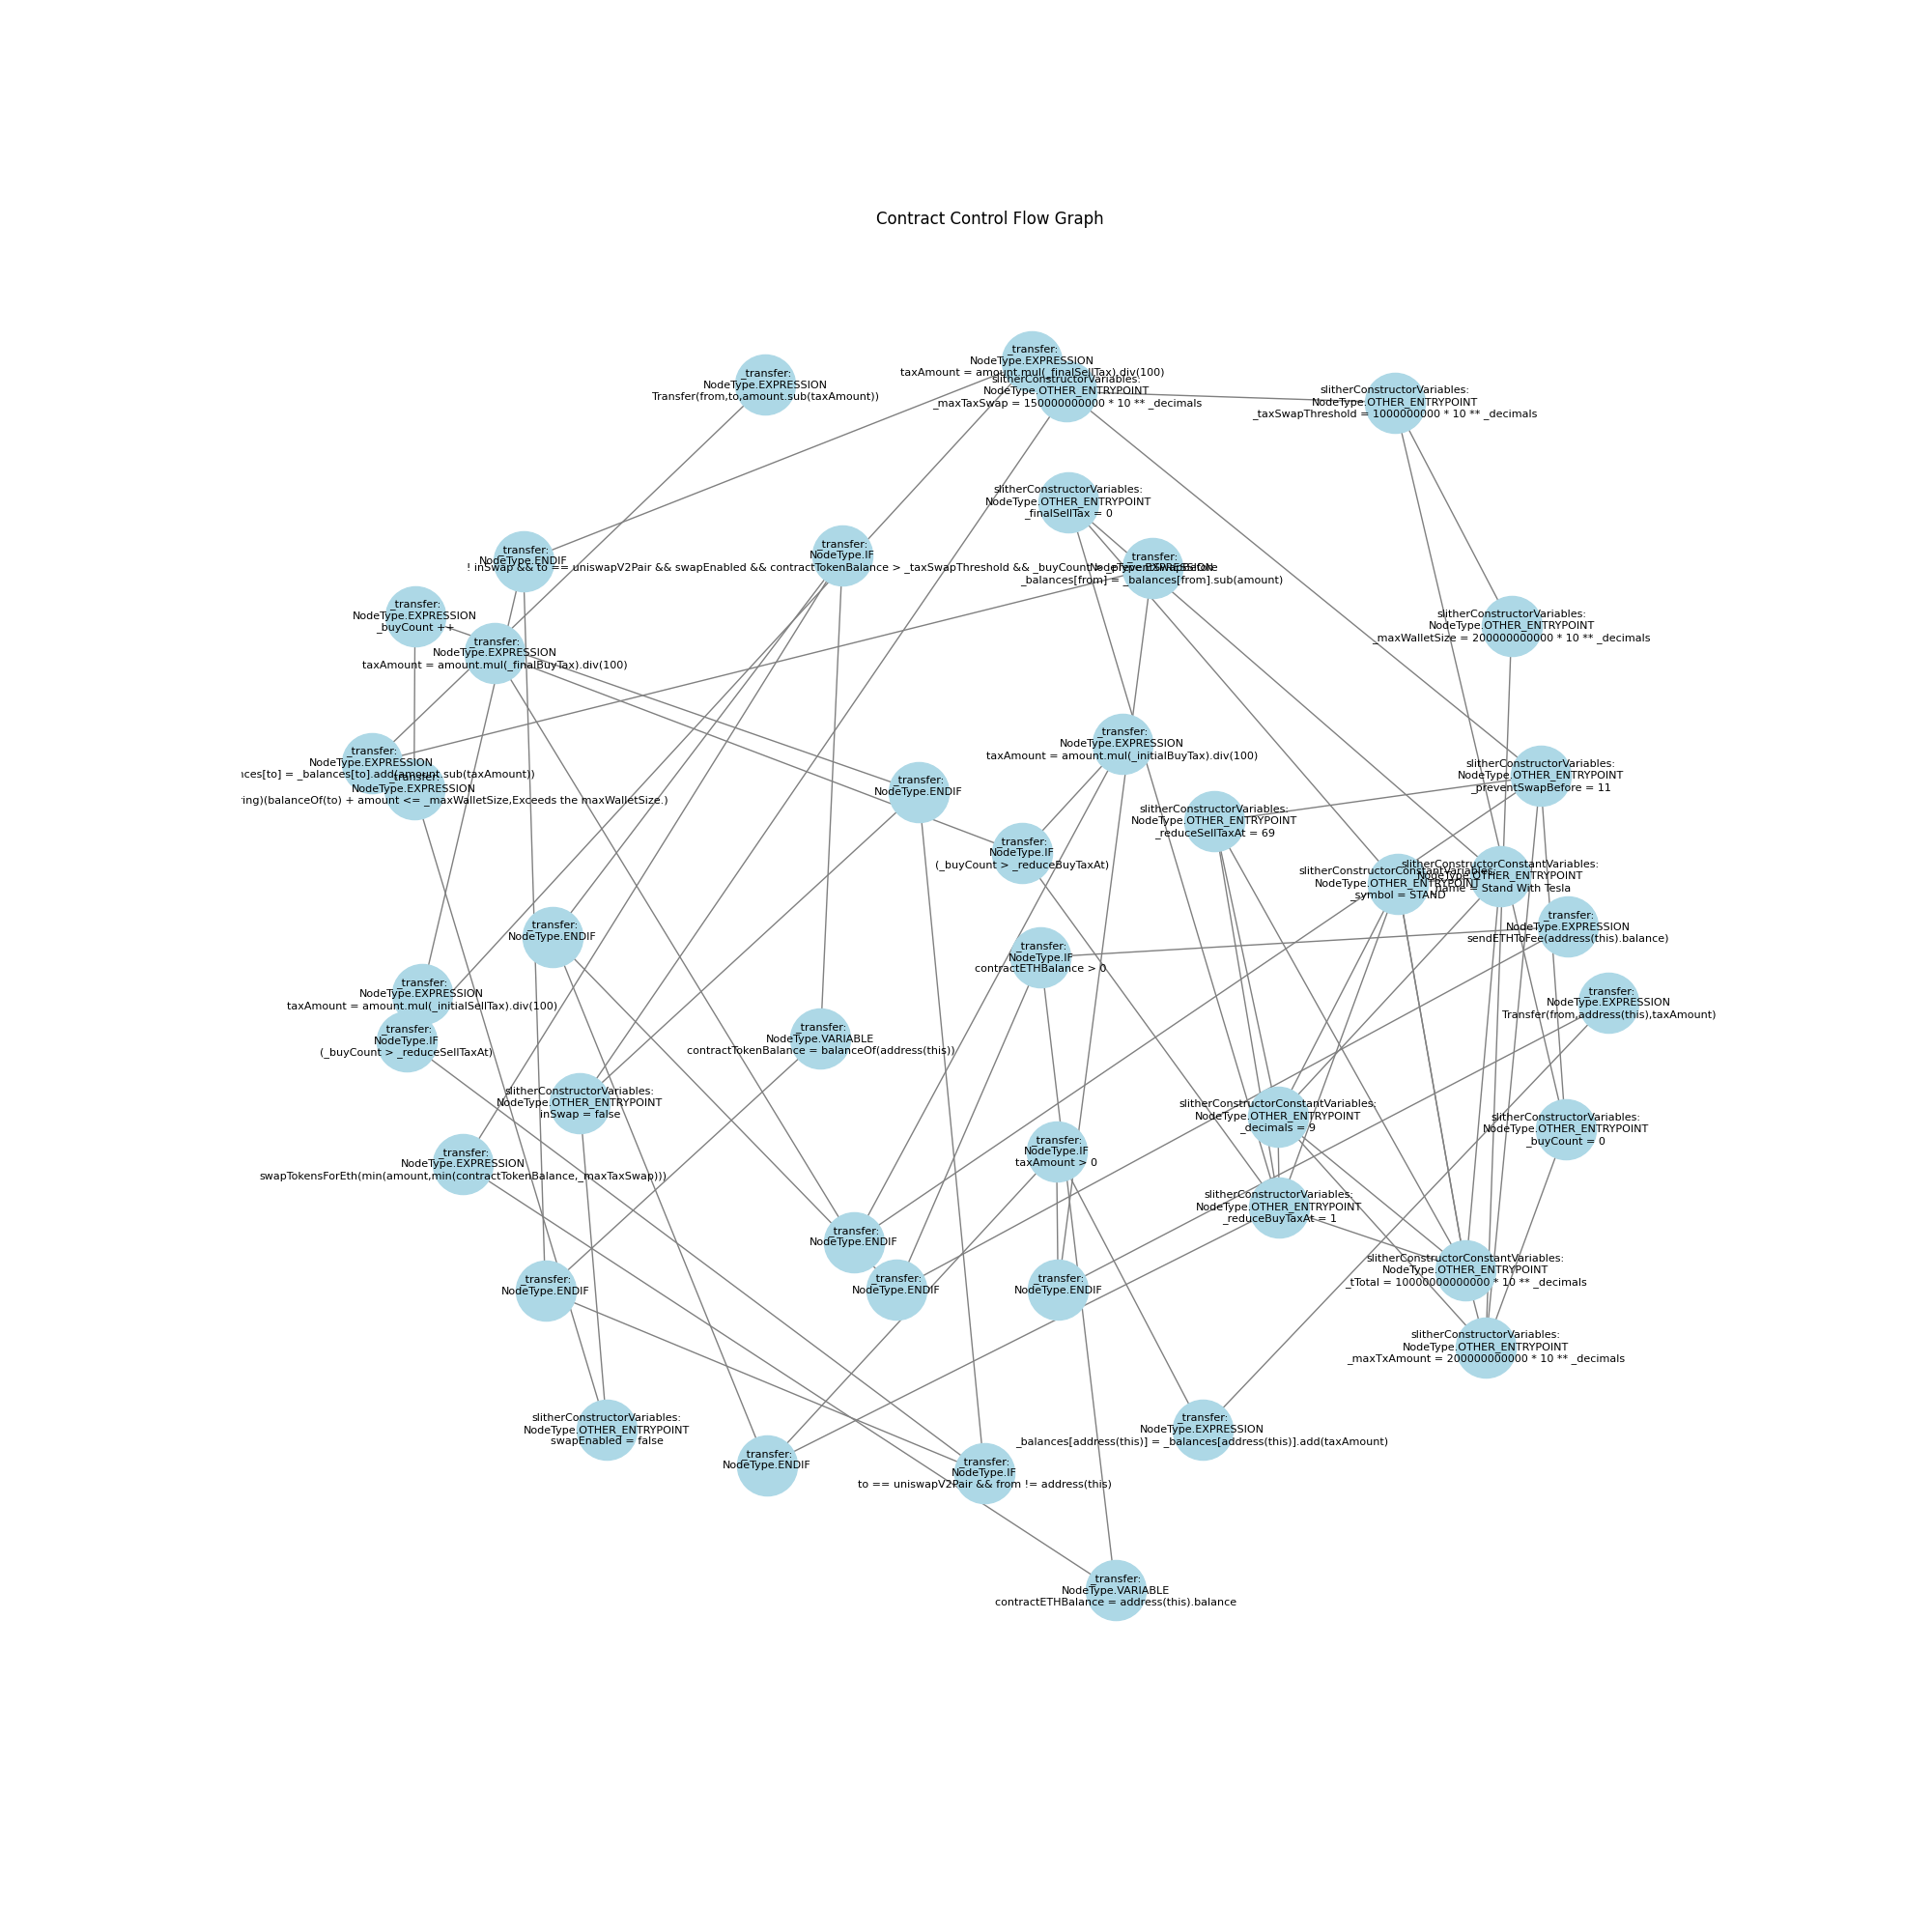 Contract Control Flow Graph
_transfer:
NodeType.EXPRESSION
taxAmount = amount.mul(_finalSellTax).div(100)
slitherConstructorVariables:
NodeType.OTHER_ENTRYPOINT
_maxTaxSwap = 150000000000 * 10 ** _decimals
_transfer:
NodeType.EXPRESSION
Transfer(from,to,amount.sub(taxAmount))
slitherConstructorVariables:
NodeType.OTHER_ENTRYPOINT
_taxSwapThreshold = 1000000000 * 10 ** _decimals
slitherConstructorVariables:
NodeType.OTHER_ENTRYPOINT
_finalSellTax = 0
_transfer:
NodeType.ENDIF
_transfer:
NodeType.IF
! inSwap && to == uniswapV2Pair && swapEnabled && contractTokenBalance > _taxSwapThreshold && _buyCount > _preventSwapBefore
_transfer:
NodeType.EXPRESSION
_balances[from] = _balances[from].sub(amount)
_transfer:
NodeType.EXPRESSION
_buyCount ++
_transfer:
NodeType.EXPRESSION
taxAmount = amount.mul(_finalBuyTax).div(100)
slitherConstructorVariables:
NodeType.OTHER_ENTRYPOINT
_maxWalletSize = 200000000000 * 10 ** _decimals
_transfer:
NodeType.EXPRESSION
nces[to] = _balances[to].add(amount.sub(taxAmount))
_transfer:
NodeType.EXPRESSION
ring)(balanceOf(to) + amount <= _maxWalletSize,Exceeds the maxWalletSize.)
_transfer:
NodeType.EXPRESSION
taxAmount = amount.mul(_initialBuyTax).div(100)
_transfer:
NodeType.ENDIF
slitherConstructorVariables:
NodeType.OTHER_ENTRYPOINT
_preventSwapBefore = 11
slitherConstructorVariables:
NodeType.OTHER_ENTRYPOINT
_reduceSellTaxAt = 69
_transfer:
NodeType.IF
(_buyCount > _reduceBuyTaxAt)
slitherConstructorConstantVariables:
NodeType.OTHER_ENTRYPOINT
_symbol = STAND
slitherConstructorConstantVariables:
NodeType.OTHER_ENTRYPOINT
_name = Stand With Tesla
_transfer:
NodeType.EXPRESSION
sendETHToFee(address(this).balance)
_transfer:
NodeType.ENDIF
_transfer:
NodeType.IF
contractETHBalance > 0
_transfer:
NodeType.EXPRESSION
taxAmount = amount.mul(_initialSellTax).div(100)
_transfer:
NodeType.EXPRESSION
Transfer(from,address(this),taxAmount)
_transfer:
NodeType.IF
(_buyCount > _reduceSellTaxAt)
_transfer:
NodeType.VARIABLE
contractTokenBalance = balanceOf(address(this))
slitherConstructorVariables:
NodeType.OTHER_ENTRYPOINT
inSwap = false
slitherConstructorConstantVariables:
NodeType.OTHER_ENTRYPOINT
_decimals = 9
slitherConstructorVariables:
NodeType.OTHER_ENTRYPOINT
_buyCount = 0
_transfer:
NodeType.EXPRESSION
swapTokensForEth(min(amount,min(contractTokenBalance,_maxTaxSwap)))
_transfer:
NodeType.IF
taxAmount > 0
slitherConstructorVariables:
NodeType.OTHER_ENTRYPOINT
_reduceBuyTaxAt = 1
_transfer:
NodeType.ENDIF
_transfer:
NodeType.ENDIF
_transfer:
NodeType.ENDIF
_transfer:
NodeType.ENDIF
slitherConstructorConstantVariables:
NodeType.OTHER_ENTRYPOINT
_tTotal = 10000000000000 * 10 ** _decimals
slitherConstructorVariables:
NodeType.OTHER_ENTRYPOINT
_maxTxAmount = 200000000000 * 10 ** _decimals
slitherConstructorVariables:
NodeType.OTHER_ENTRYPOINT
swapEnabled = false
_transfer:
NodeType.ENDIF
_transfer:
NodeType.IF
to == uniswapV2Pair && from != address(this)
_transfer:
NodeType.EXPRESSION
_balances[address(this)] = _balances[address(this)].add(taxAmount)
_transfer:
NodeType.VARIABLE
contractETHBalance = address(this).balance